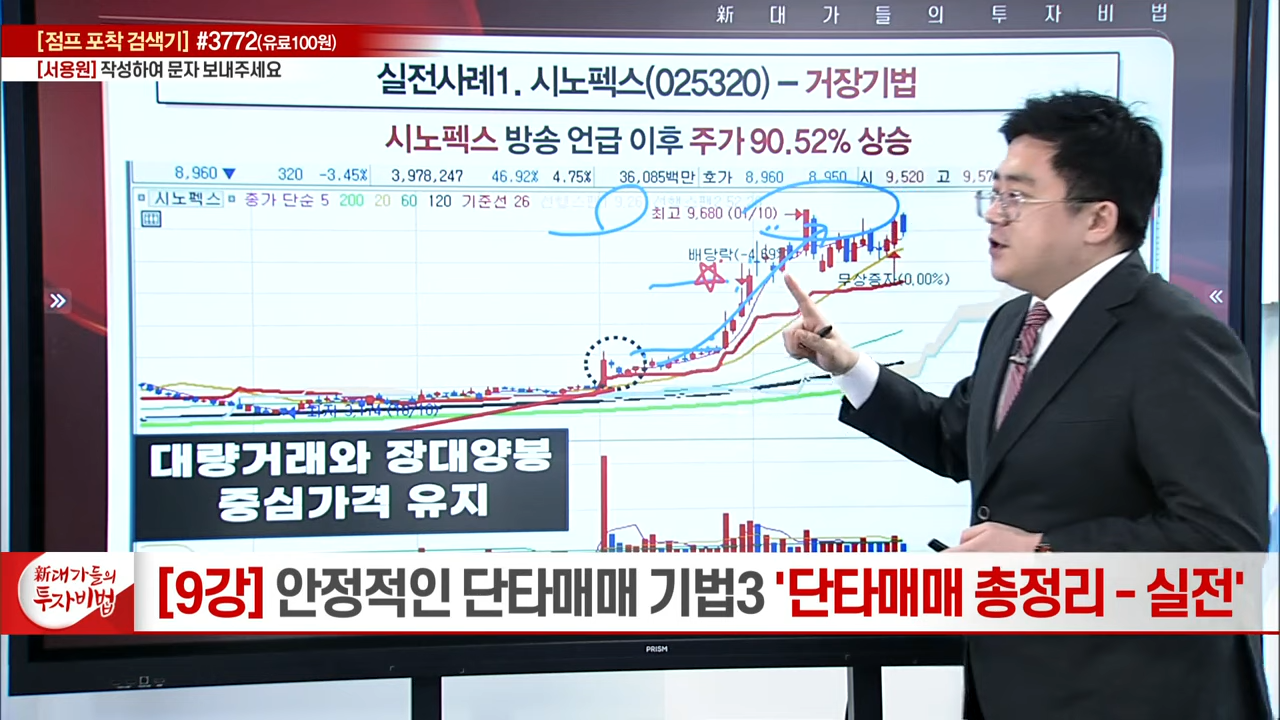 新 대 가 들 의 투 자 비 법
[점프 포착 검색기] #3772(유료100원)
[서용원] 작성하여 문자 보내주세요
실전사례1. 시노펙스(025320) – 거장기법
시노펙스 방송 언급 이후 주가 90.52% 상승
8,960 ▼ 320 -3.45% 3,978,247 46.92% 4.75% 36,085백만 호가 8,960 8,950 시 9,520 고 9,57
시노펙스 종가 단순 5 200 20 60 120 기준선 26
최고 9,680 (01/10)
배당락(-4,69
무상증자(0,00%)
대량거래와 장대양봉
중심가격 유지
新대가들의
투자비법
[9강] 안정적인 단타매매 기법3 '단타매매 총정리 - 실전'
PRISM